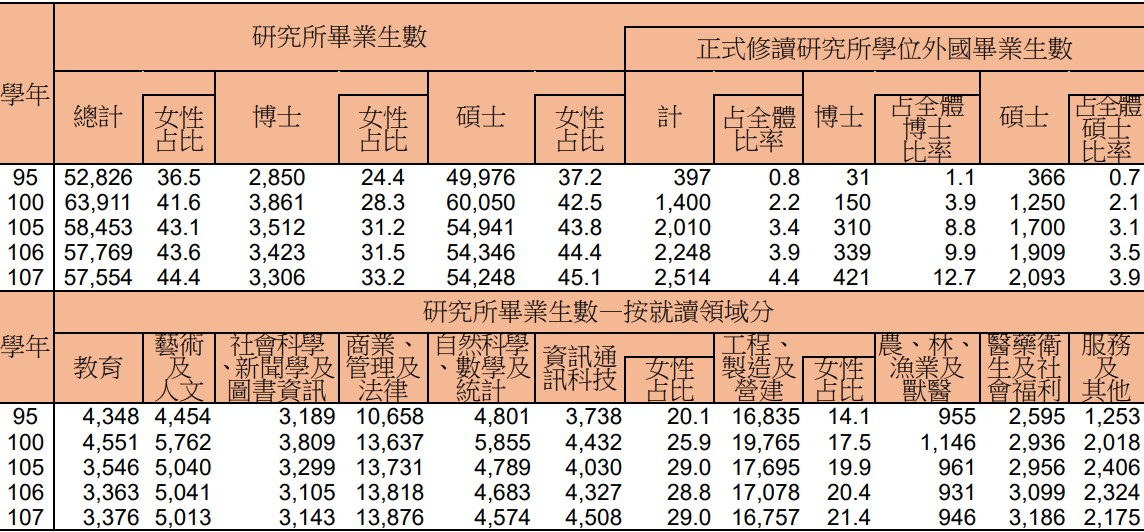 學年 研究所畢業生數
正式修讀研究所學位外國畢業生數
總計 女性占比 博士 女性占比 碩士 女性占比 計 占全體比率 博士 占全體博士比率 碩士 占全體碩士比率
95 52,826 36.5 2,850 24.4 49,976 37.2 397 0.8 31 1.1 366 0.7
100 63,911 41.6 3,861 28.3 60,050 42.5 1,400 2.2 150 3.9 1,250 2.1
105 58,453 43.1 3,512 31.2 54,941 43.8 2,010 3.4 310 8.8 1,700 3.1
106 57,769 43.6 3,423 31.5 54,346 44.4 2,248 3.9 339 9.9 1,909 3.5
107 57,554 44.4 3,306 33.2 54,248 45.1 2,514 4.4 421 12.7 2,093 3.9
學年 研究所畢業生數—按就讀領域分
教育 藝術及人文 社會科學、新聞學及圖書資訊 商業、管理及法律 自然科學、數學及統計 資訊通訊科技 女性占比 工程、製造及營建 女性占比 農、林、漁業及獸醫 醫藥衛生及社會福利 服務及其他
95 4,348 4,454 3,189 10,658 4,801 3,738 20.1 16,835 14.1 955 2,595 1,253
100 4,551 5,762 3,809 13,637 5,855 4,432 25.9 19,765 17.5 1,146 2,936 2,018
105 3,546 5,040 3,299 13,731 4,789 4,030 29.0 17,695 19.9 961 2,956 2,406
106 3,363 5,041 3,105 13,818 4,683 4,327 28.8 17,078 20.4 931 3,099 2,324
107 3,376 5,013 3,143 13,876 4,574 4,508 29.0 16,757 21.4 946 3,186 2,175